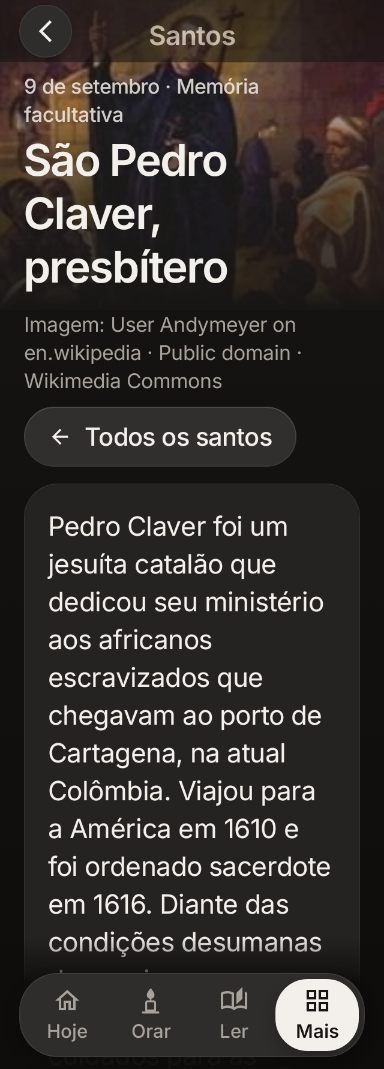 Santos
9 de setembro · Memória
facultativa
São Pedro
Claver,
presbítero
Imagem: User Andymeyer on
en.wikipedia · Public domain ·
Wikimedia Commons
← Todos os santos
Pedro Claver foi um
jesuíta catalão que
dedicou seu ministério
aos africanos
escravizados que
chegavam ao porto de
Cartagena, na atual
Colômbia. Viajou para
a América em 1610 e
foi ordenado sacerdote
em 1616. Diante das
condições desumanas
Hoje
Orar
Ler
Mais